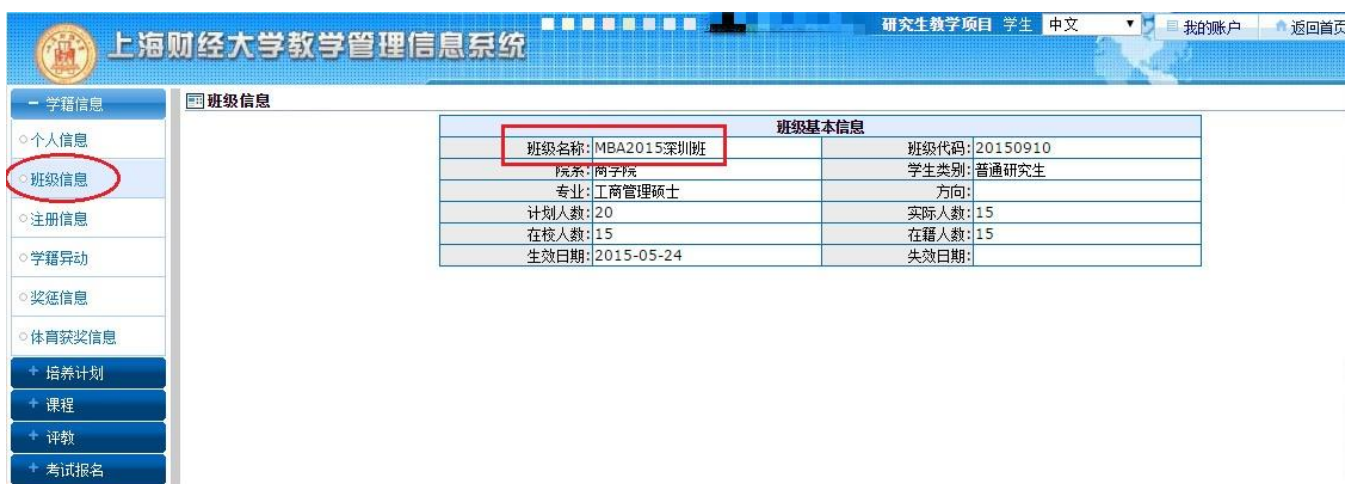 上海财经大学教学管理信息系统
研究生教学项目 学生 中文 我的账户 返回首页
- 学籍信息
个人信息
班级信息
注册信息
学籍异动
奖惩信息
体育获奖信息
+ 培养计划
+ 课程
+ 评教
+ 考试报名
班级信息
班级基本信息
班级名称: MBA2015深圳班 班级代码: 20150910
院系: 商学院 学生类别: 普通研究生
专业: 工商管理硕士 方向:
计划人数: 20 实际人数: 15
在校人数: 15 在籍人数: 15
生效日期: 2015-05-24 失效日期: